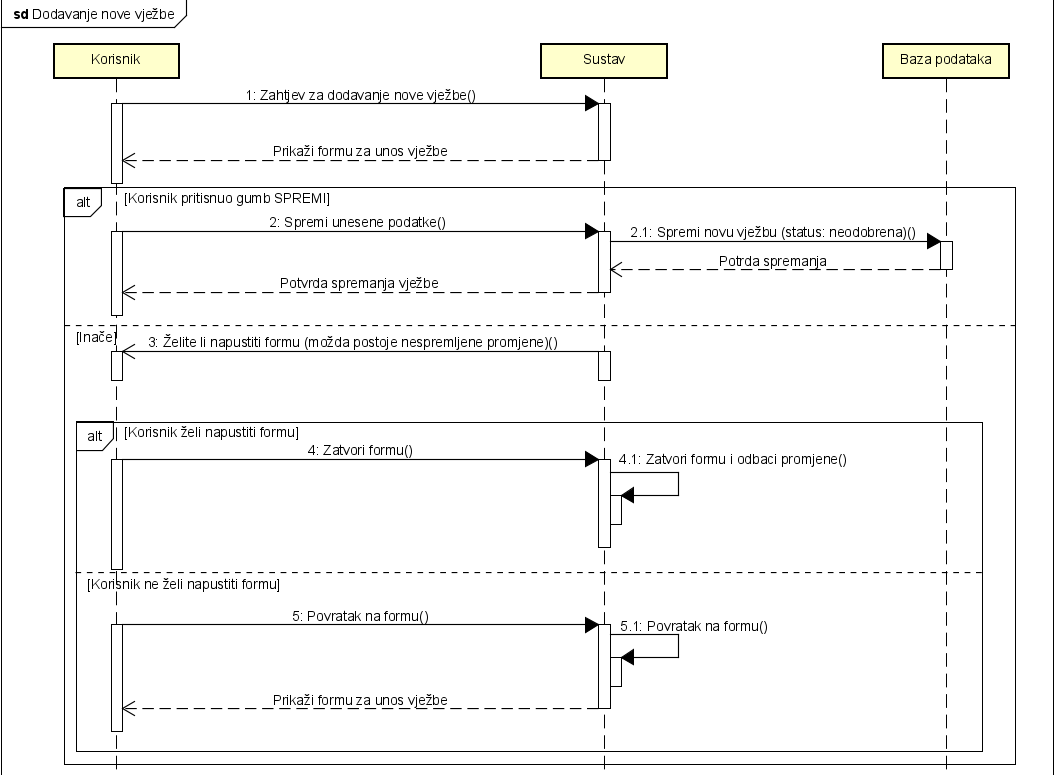 sd Dodavanje nove vježbe
Korisnik
Sustav
Baza podataka
1: Zahtjev za dodavanje nove vježbe()
Prikaži formu za unos vježbe
alt
[Korisnik pritisnuo gumb SPREMI]
2: Spremi unesene podatke()
2.1: Spremi novu vježbu (status: neodobrena)()
Potrda spremanja
Potvrda spremanja vježbe
[Inače]
3: Želite li napustiti formu (možda postoje nespremljene promjene)()
alt
[Korisnik želi napustiti formu]
4: Zatvori formu()
4.1: Zatvori formu i odbaci promjene()
[Korisnik ne želi napustiti formu]
5: Povratak na formu()
5.1: Povratak na formu()
Prikaži formu za unos vježbe